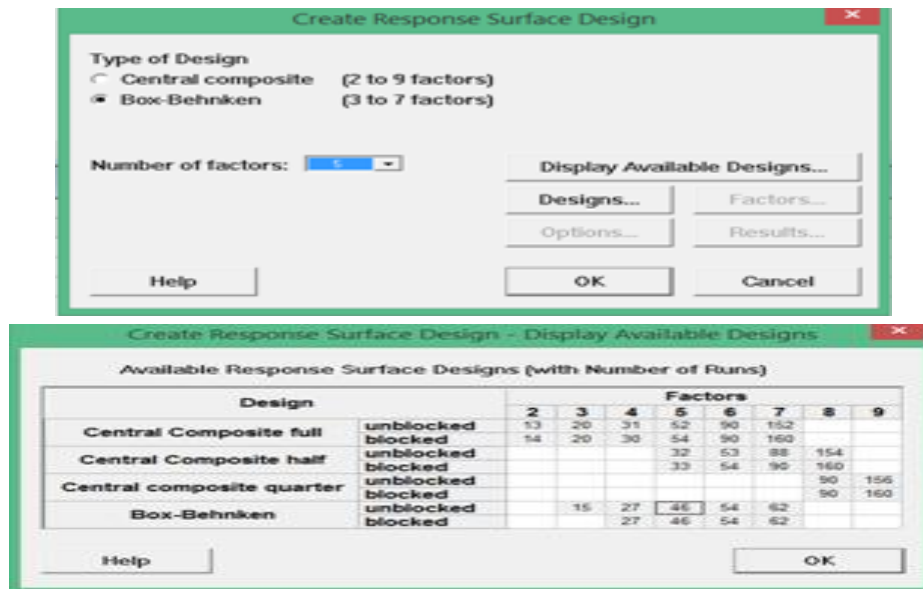 Create Response Surface Design
Type of Design
Central composite (2 to 9 factors)
Box-Behnken (3 to 7 factors)
Number of factors: 5
Display Available Designs...
Designs... Factors...
Options... Results...
Help OK Cancel
Create Response Surface Design - Display Available Designs
Available Response Surface Designs (with Number of Runs)
Design Factors
2 3 4 5 6 7 8 9
Central Composite full unblocked 13 20 31 52 90 152
blocked 14 20 30 54 90 160
Central Composite half unblocked 32 53 88 154
blocked 33 54 90 160
Central composite quarter unblocked 90 156
blocked 90 160
Box-Behnken unblocked 15 27 46 54 62
blocked 27 46 54 62
Help OK